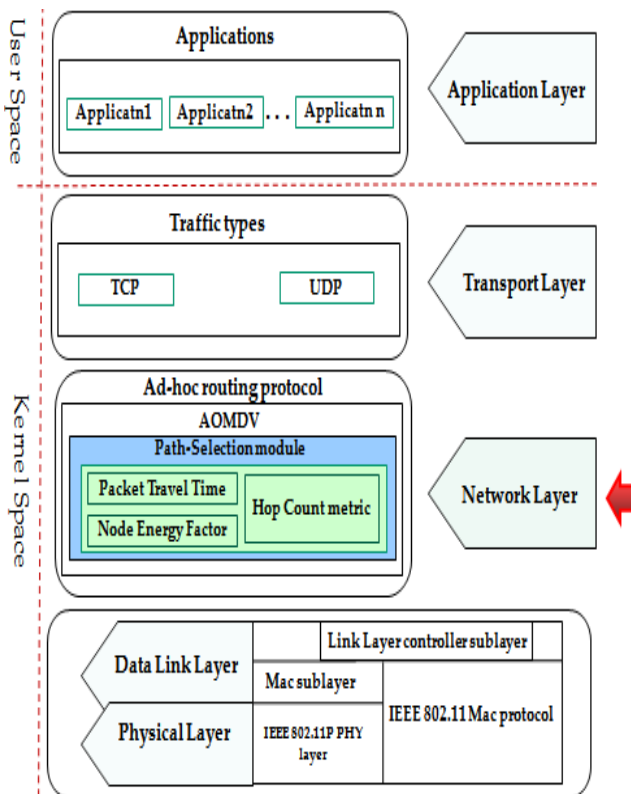 User Space
Applications
Applicatn1 Applicatn2 ... Applicatn n
Application Layer
Kernel Space
Traffic types
TCP UDP
Transport Layer
Ad-hoc routing protocol
AOMDV
Path-Selection module
Packet Travel Time
Node Energy Factor
Hop Count metric
Network Layer
Data Link Layer
Link Layer controller sublayer
Mac sublayer
IEEE 802.11 Mac protocol
Physical Layer
IEEE 802.11P PHY
layer